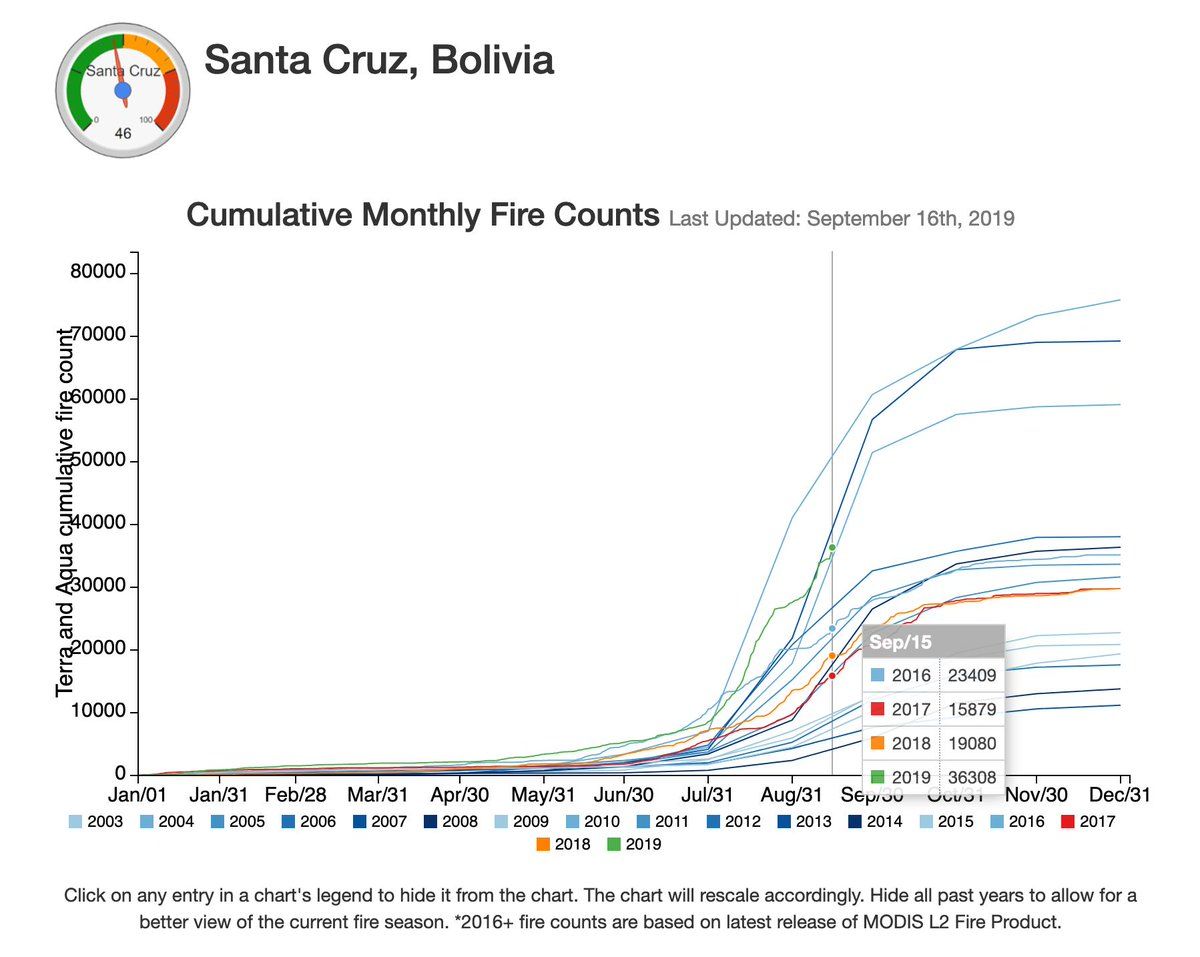 Santa Cruz
0
100
46
Santa Cruz, Bolivia
Cumulative Monthly Fire Counts Last Updated: September 16th, 2019
Terra and Aqua cumulative fire count
80000
70000
60000
50000
40000
30000
20000
10000
0
Sep/15
2016 23409
2017 15879
2018 19080
2019 36308
Jan/01 Jan/31 Feb/28 Mar/31 Apr/30 May/31 Jun/30 Jul/31 Aug/31 Sep/30 Oct/31 Nov/30 Dec/31
2003 2004 2005 2006 2007 2008 2009 2010 2011 2012 2013 2014 2015 2016 2017
2018 2019
Click on any entry in a chart's legend to hide it from the chart. The chart will rescale accordingly. Hide all past years to allow for a
better view of the current fire season. *2016+ fire counts are based on latest release of MODIS L2 Fire Product.